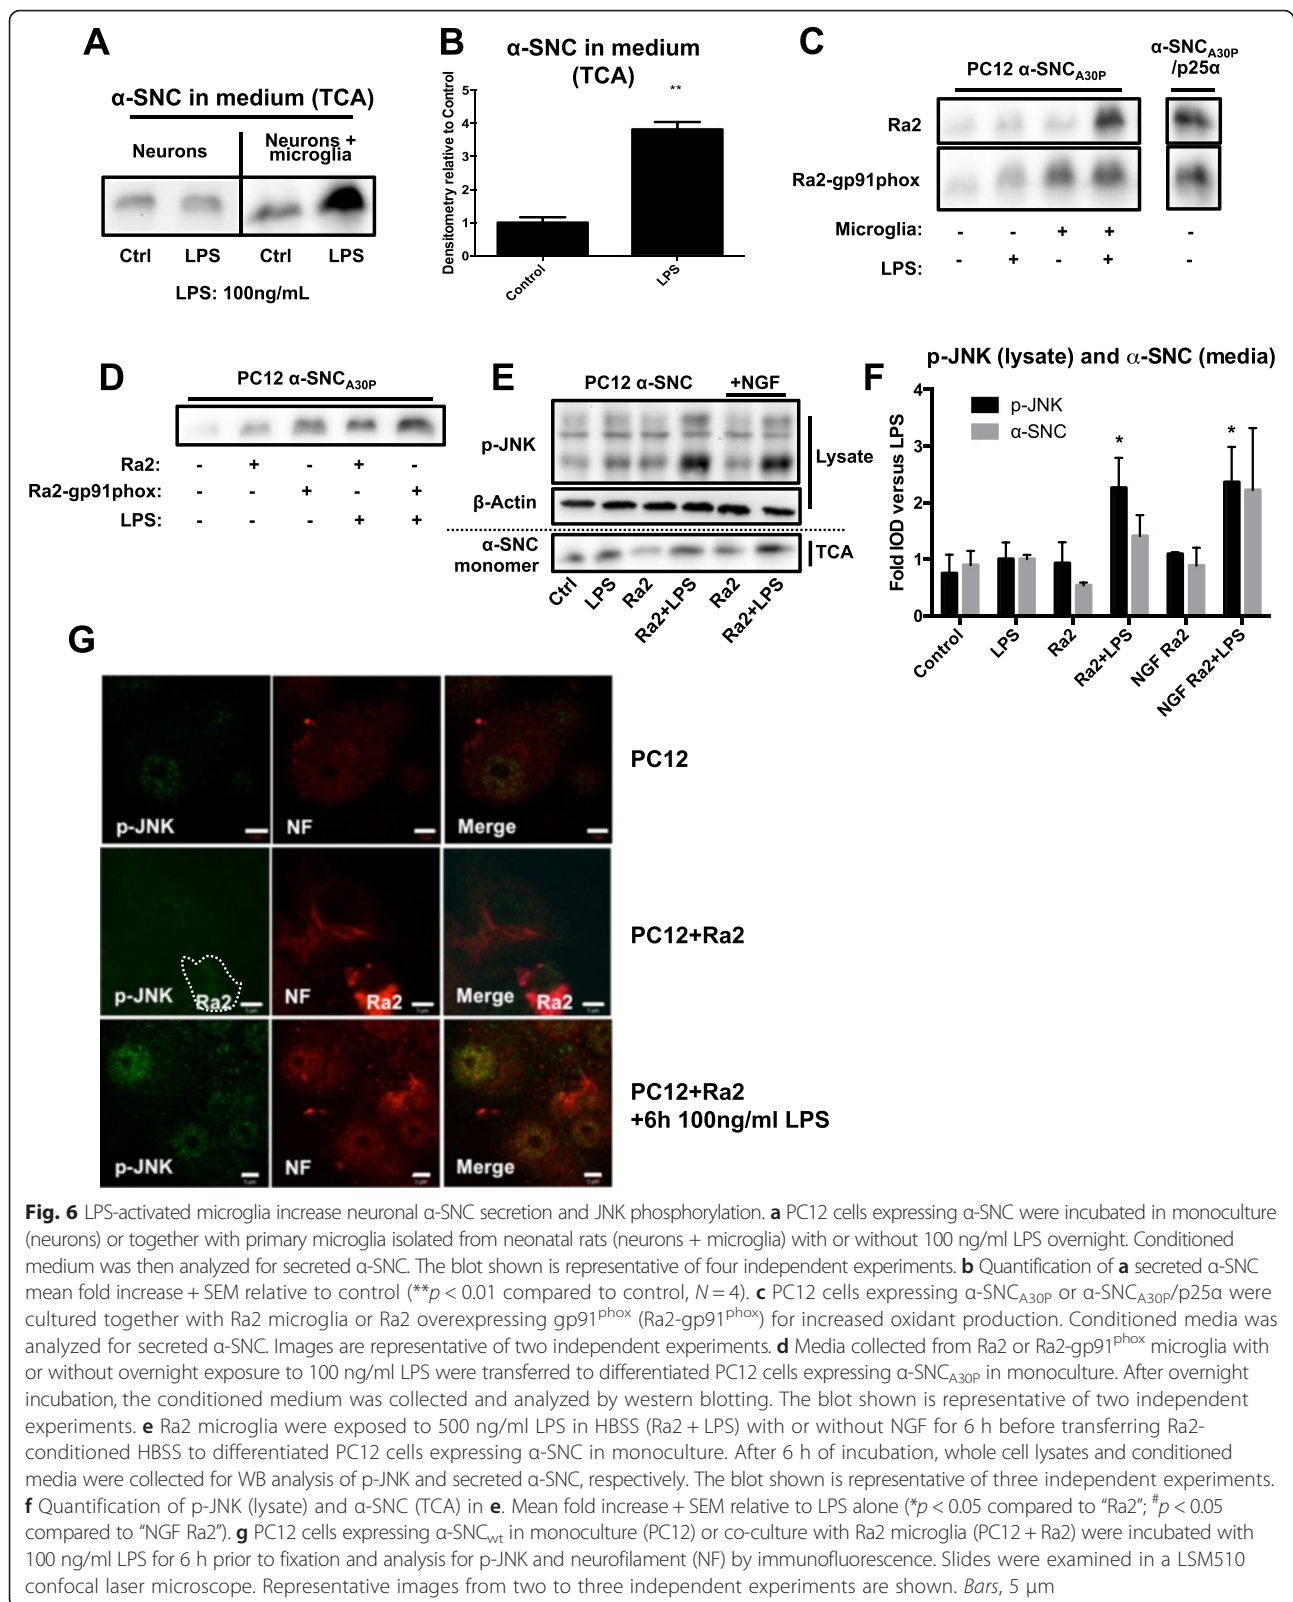 A
α-SNC in medium (TCA)
Neurons
Neurons +
microglia
Ctrl
LPS
Ctrl
LPS
LPS: 100ng/mL
B
α-SNC in medium
(TCA)
Densitometry relative to Control
5
4
3
2
1
0
**
Control
LPS
C
PC12 α-SNCA30P
α-SNCA30P
/p25α
Ra2
Ra2-gp91phox
Microglia: - - + + -
LPS: - + - + -
D
PC12 α-SNCA30P
Ra2: - + - + -
Ra2-gp91phox: - - + - +
LPS: - - - + +
E
PC12 α-SNC
+NGF
p-JNK
Lysate
β-Actin
α-SNC
monomer
TCA
Ctrl
LPS
Ra2
Ra2+LPS
Ra2
Ra2+LPS
F
p-JNK (lysate) and α-SNC (media)
Fold IOD versus LPS
4
3
2
1
0
p-JNK
α-SNC
*
*
Control
LPS
Ra2
Ra2+LPS
NGF Ra2
NGF Ra2+LPS
G
p-JNK
NF
Merge
PC12
p-JNK
Ra2
NF
Ra2
Merge
Ra2
PC12+Ra2
p-JNK
NF
Merge
PC12+Ra2
+6h 100ng/ml LPS
Fig. 6 LPS-activated microglia increase neuronal α-SNC secretion and JNK phosphorylation. a PC12 cells expressing α-SNC were incubated in monoculture
(neurons) or together with primary microglia isolated from neonatal rats (neurons + microglia) with or without 100 ng/ml LPS overnight. Conditioned
medium was then analyzed for secreted α-SNC. The blot shown is representative of four independent experiments. b Quantification of a secreted α-SNC
mean fold increase + SEM relative to control (**p < 0.01 compared to control, N = 4). c PC12 cells expressing α-SNCA30P or α-SNCA30P/p25α were
cultured together with Ra2 microglia or Ra2 overexpressing gp91phox (Ra2-gp91phox) for increased oxidant production. Conditioned media was
analyzed for secreted α-SNC. Images are representative of two independent experiments. d Media collected from Ra2 or Ra2-gp91phox microglia with
or without overnight exposure to 100 ng/ml LPS were transferred to differentiated PC12 cells expressing α-SNCA30P in monoculture. After overnight
incubation, the conditioned medium was collected and analyzed by western blotting. The blot shown is representative of two independent
experiments. e Ra2 microglia were exposed to 500 ng/ml LPS in HBSS (Ra2 + LPS) with or without NGF for 6 h before transferring Ra2-
conditioned HBSS to differentiated PC12 cells expressing α-SNC in monoculture. After 6 h of incubation, whole cell lysates and conditioned
media were collected for WB analysis of p-JNK and secreted α-SNC, respectively. The blot shown is representative of three independent experiments.
f Quantification of p-JNK (lysate) and α-SNC (TCA) in e. Mean fold increase + SEM relative to LPS alone (*p < 0.05 compared to "Ra2"; #p < 0.05
compared to "NGF Ra2"). g PC12 cells expressing α-SNCwt in monoculture (PC12) or co-culture with Ra2 microglia (PC12 + Ra2) were incubated with
100 ng/ml LPS for 6 h prior to fixation and analysis for p-JNK and neurofilament (NF) by immunofluorescence. Slides were examined in a LSM510
confocal laser microscope. Representative images from two to three independent experiments are shown. Bars, 5 μm